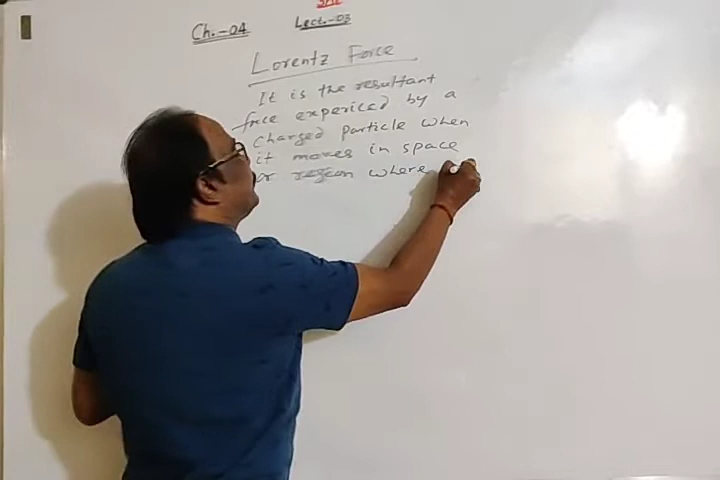 Ch.-04 Lect.-03
Lorentz Force
It is the resultant
force expericed by a
Charged particle when
it moves in space
or region where